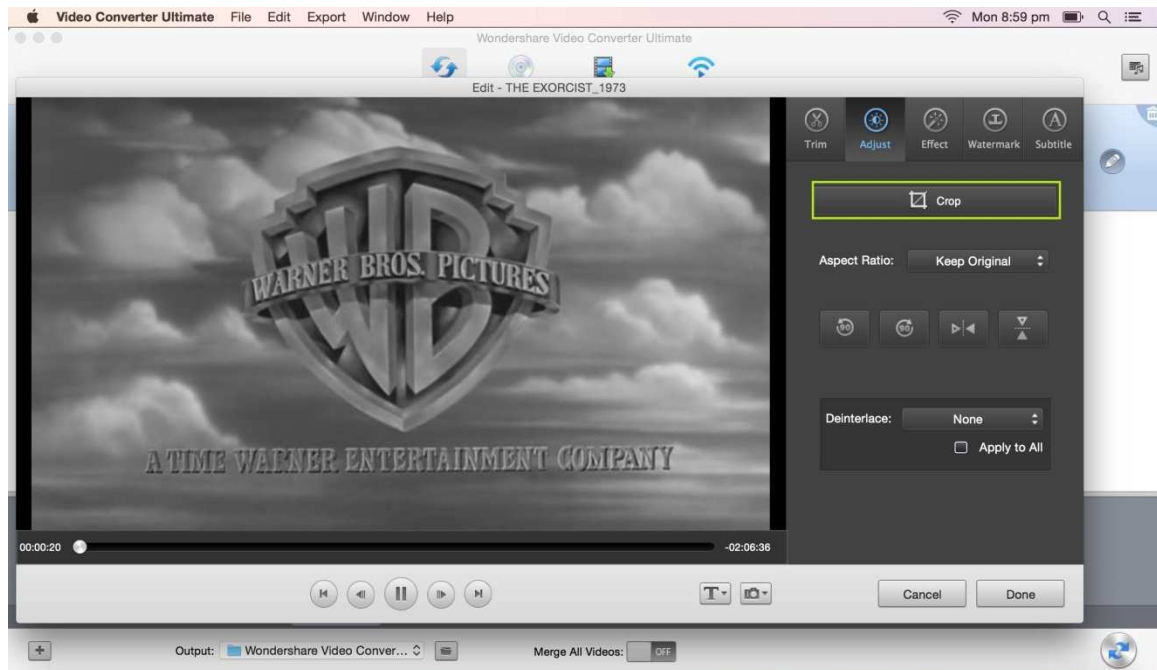 Video Converter Ultimate File Edit Export Window Help Mon 8:59 pm
Wondershare Video Converter Ultimate
Edit - THE EXORCIST_1973
Trim Adjust Effect Watermark Subtitle
Crop
Aspect Ratio: Keep Original
90 90
Deinterlace: None
Apply to All
WB
WARNER BROS. PICTURES
A TIME WARNER ENTERTAINMENT COMPANY
00:00:20 -02:06:36
T
Cancel Done
Output: Wondershare Video Conver... Merge All Videos: OFF